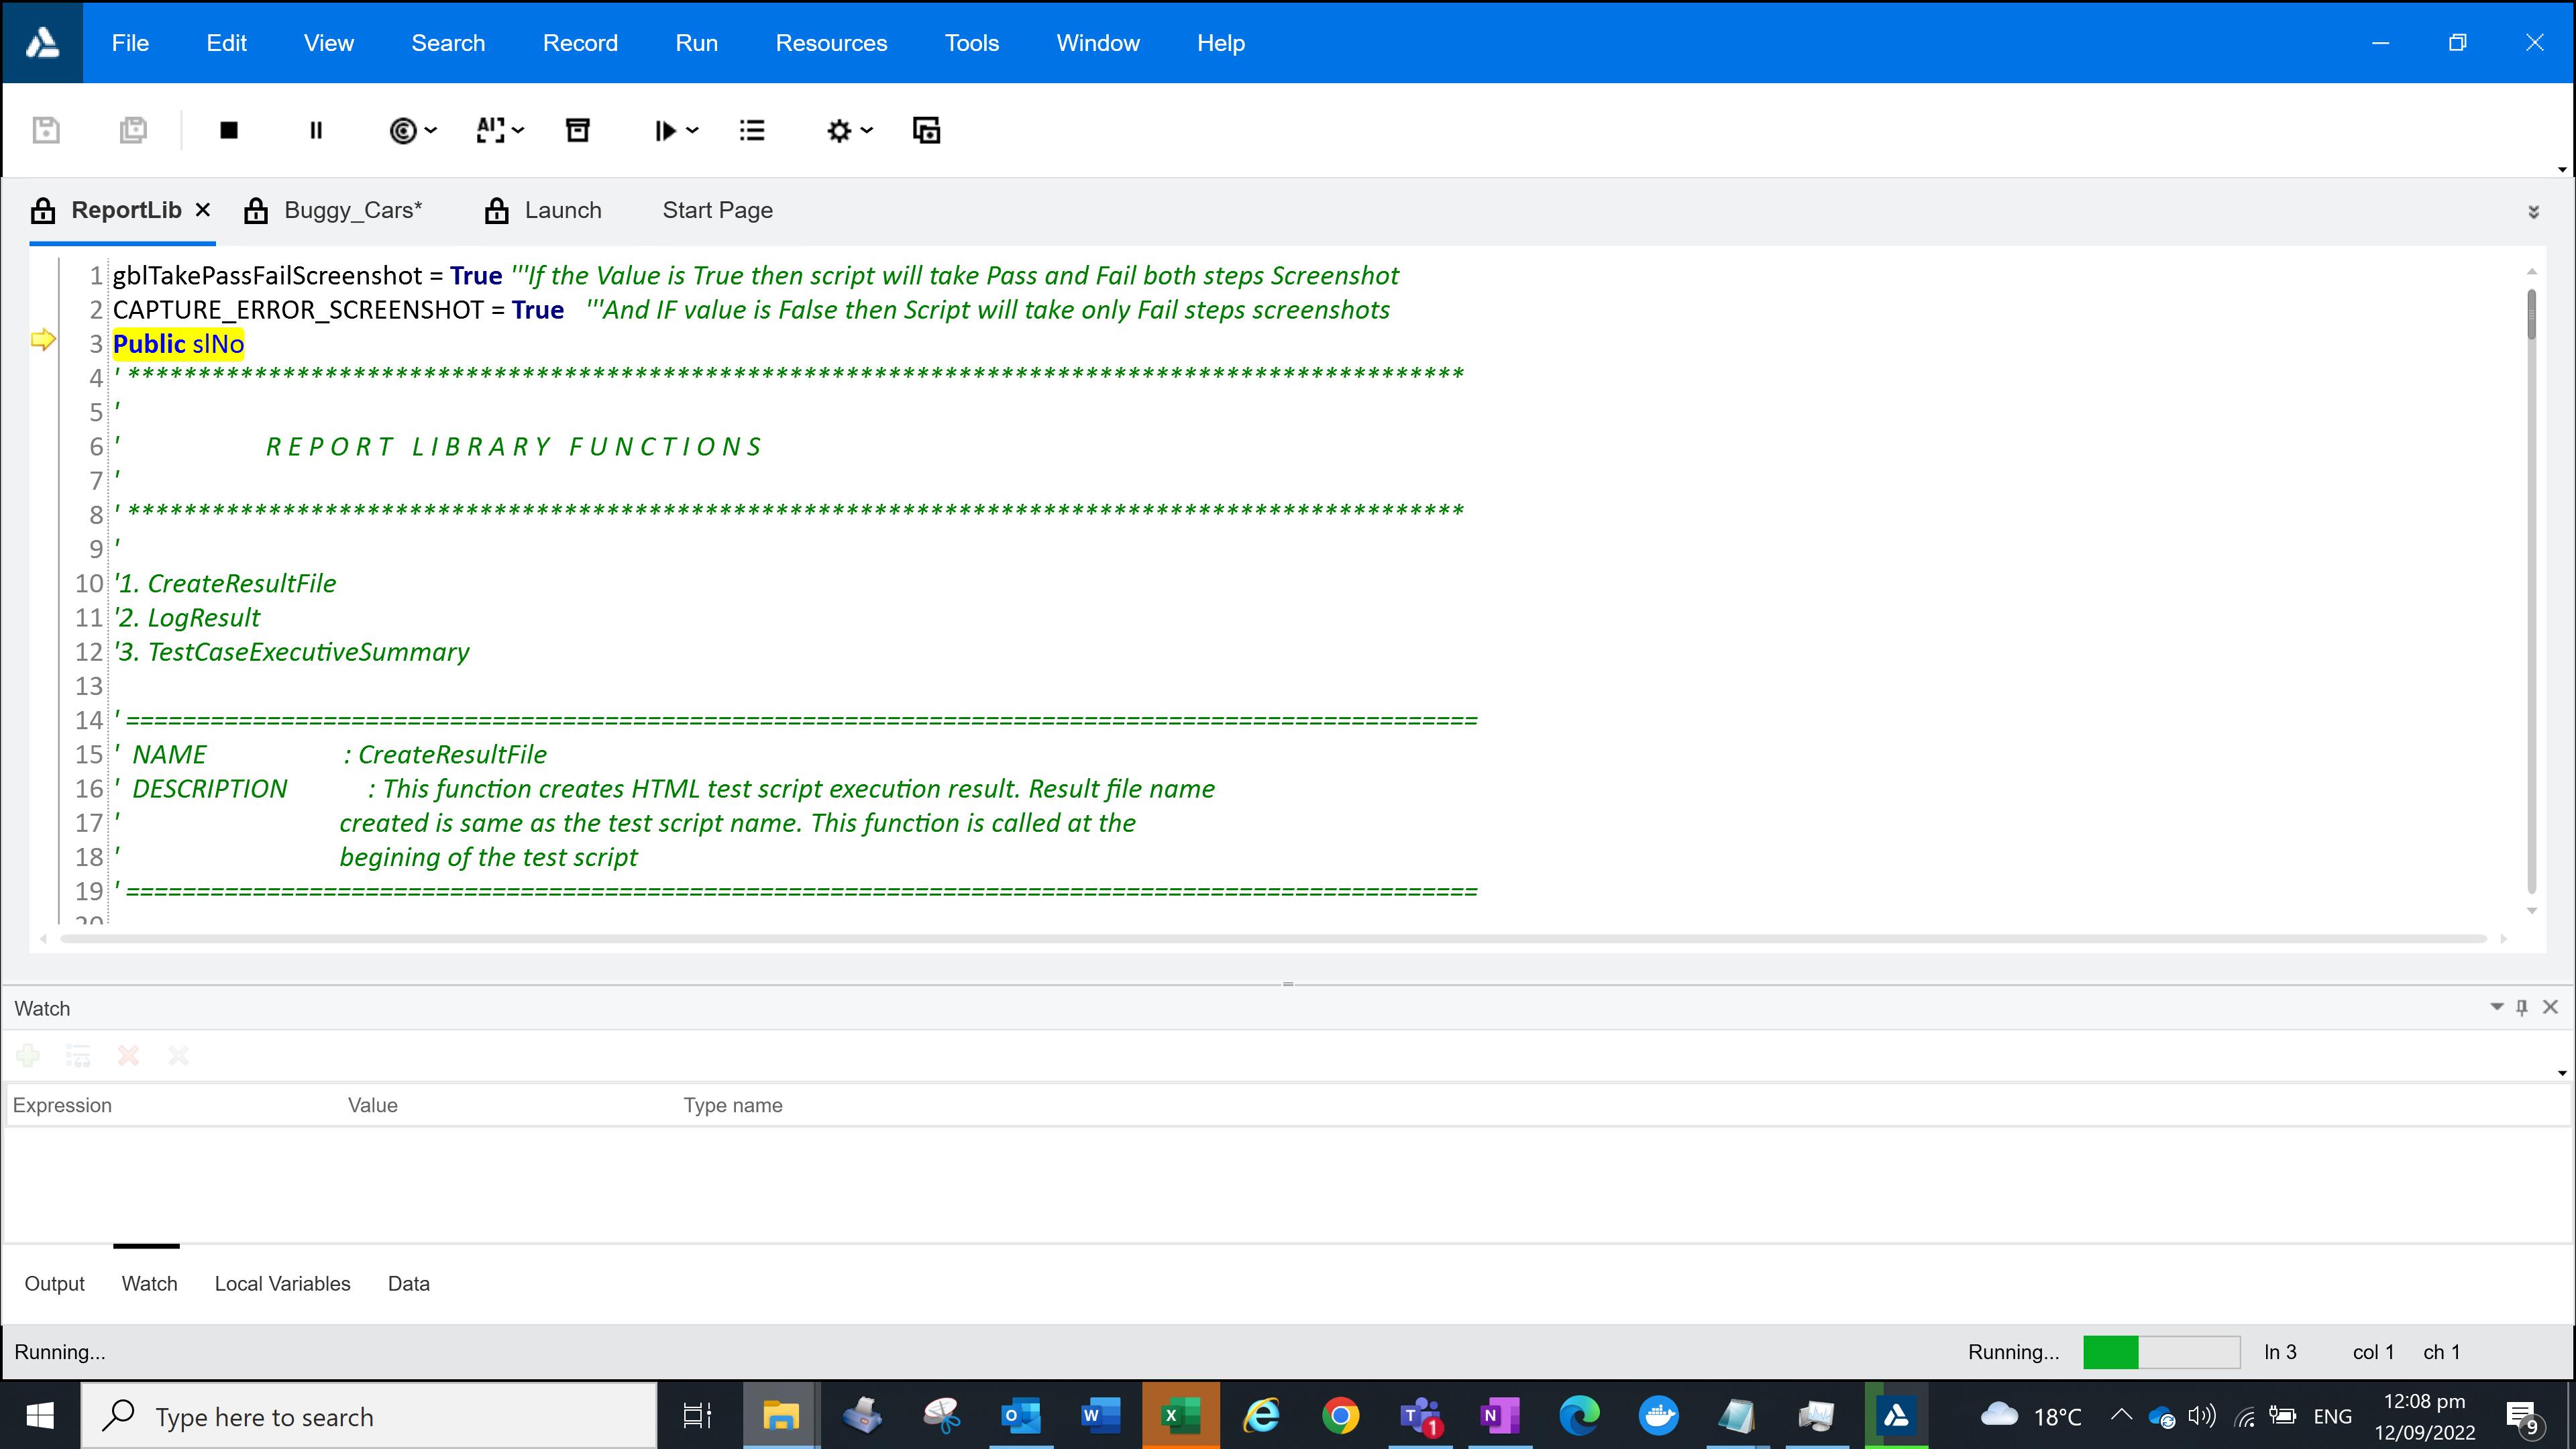 File Edit View Search Record Run Resources Tools Window Help
ReportLib Buggy_Cars* Launch Start Page
1 gblTakePassFailScreenshot = True '''If the Value is True then script will take Pass and Fail both steps Screenshot
2 CAPTURE_ERROR_SCREENSHOT = True '''And IF value is False then Script will take only Fail steps screenshots
3 Public slNo
4 ' ***********************************************************************************************
5 '
6 ' R E P O R T L I B R A R Y F U N C T I O N S
7 '
8 ' ***********************************************************************************************
9 '
10 '1. CreateResultFile
11 '2. LogResult
12 '3. TestCaseExecutiveSummary
13
14 ' ================================================================================================
15 ' NAME : CreateResultFile
16 ' DESCRIPTION : This function creates HTML test script execution result. Result file name
17 ' created is same as the test script name. This function is called at the
18 ' begining of the test script
19 ' ================================================================================================
20
Watch
Expression Value Type name
Output Watch Local Variables Data
Running... Running... ln 3 col 1 ch 1
Type here to search 18°C ENG 12:08 pm
12/09/2022
1
9